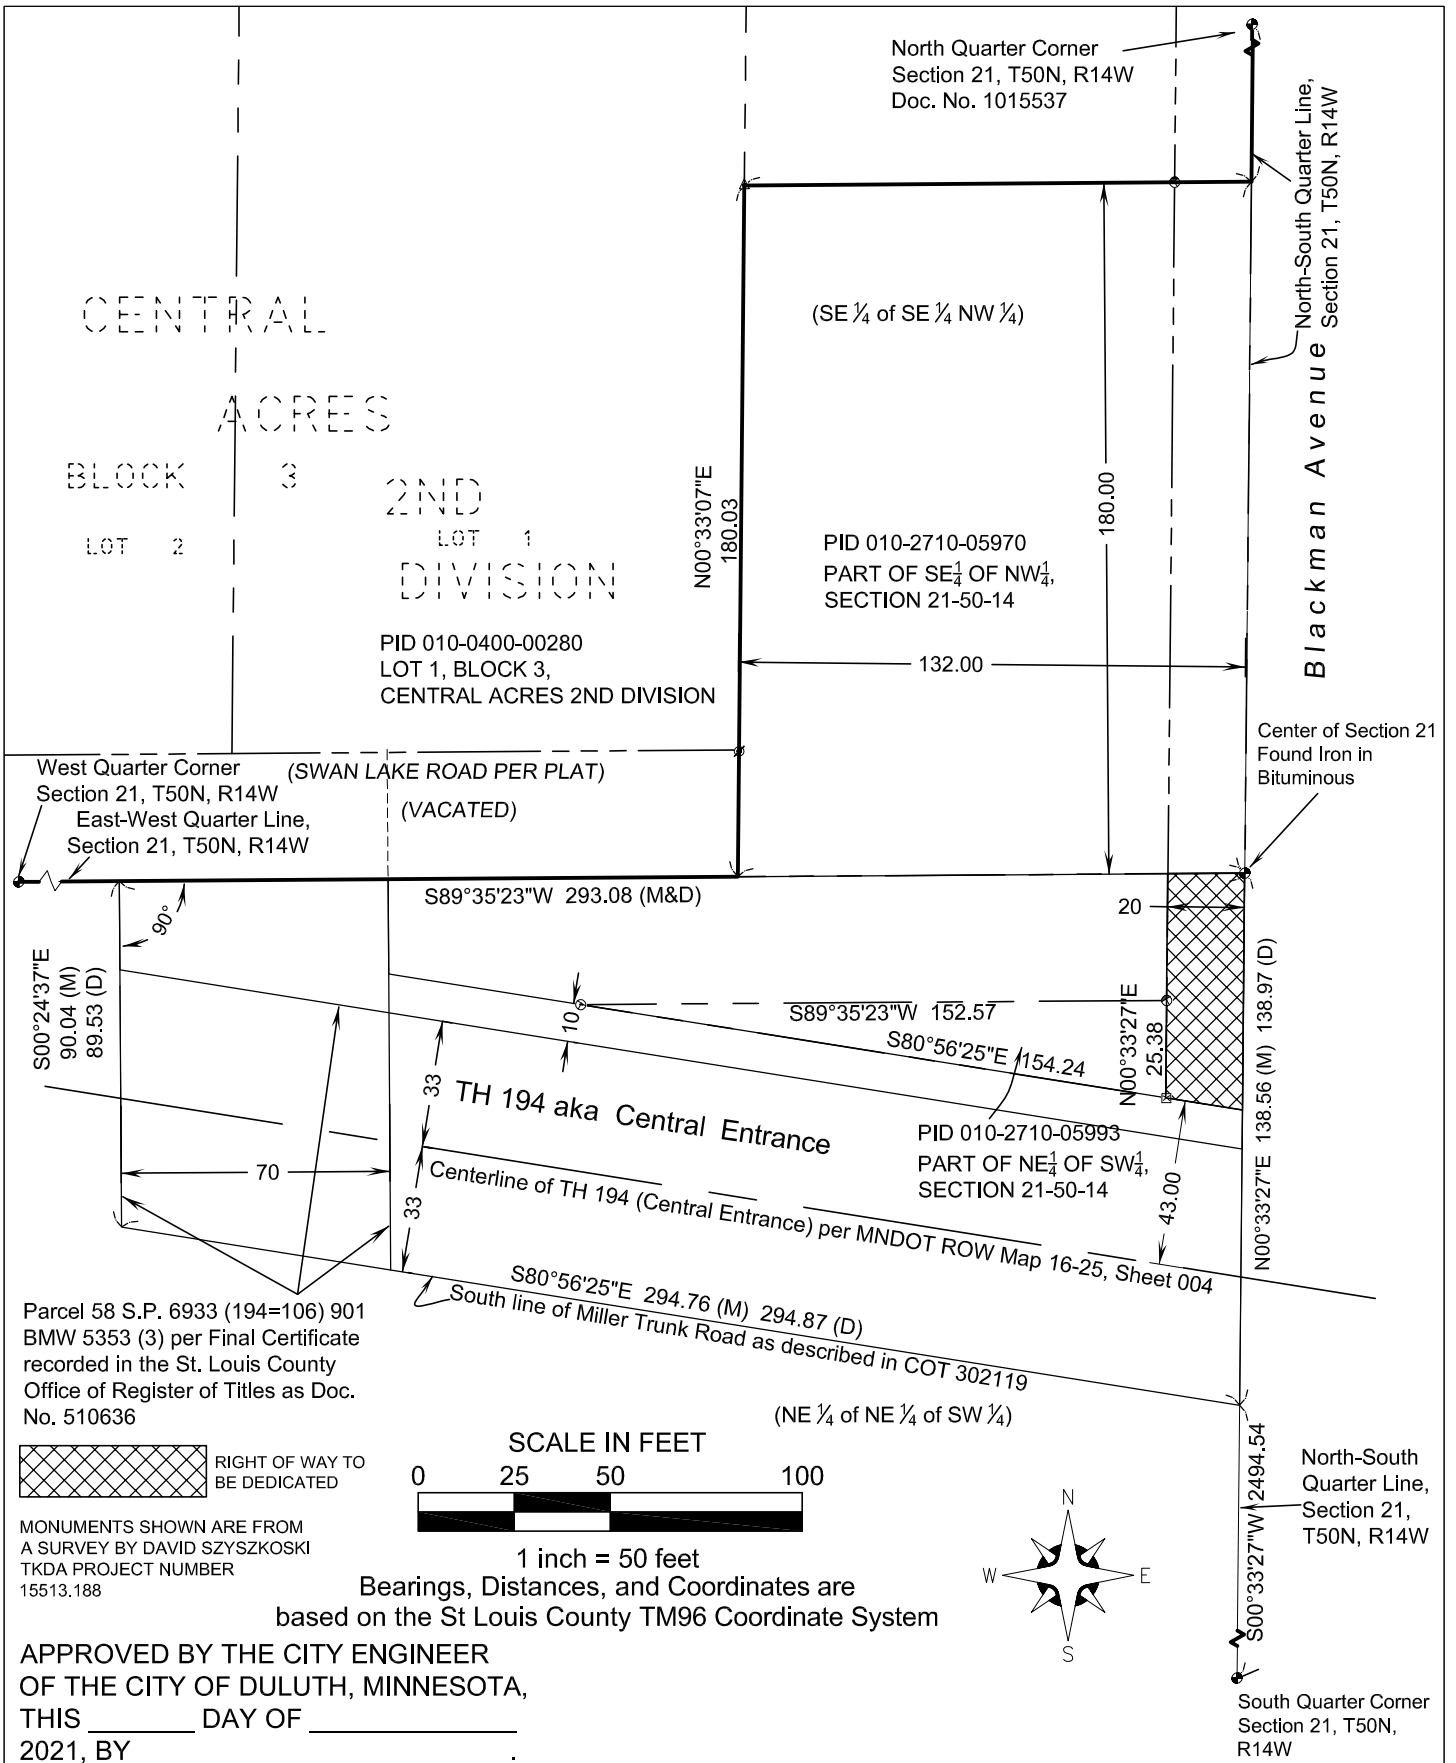 North Quarter Corner
Section 21, T50N, R14W
Doc. No. 1015537
North-South Quarter Line,
Section 21, T50N, R14W
(SE ¼ of SE ¼ NW ¼)
CENTRAL
ACRES
BLOCK 3
2ND
LOT 1
LOT 2
DIVISION
N00°33'07"E
180.03
180.00
Blackman Avenue
PID 010-2710-05970
PART OF SE¼ OF NW¼,
SECTION 21-50-14
PID 010-0400-00280
LOT 1, BLOCK 3,
CENTRAL ACRES 2ND DIVISION
132.00
Center of Section 21
Found Iron in
Bituminous
West Quarter Corner
Section 21, T50N, R14W
(SWAN LAKE ROAD PER PLAT)
(VACATED)
East-West Quarter Line,
Section 21, T50N, R14W
S89°35'23"W 293.08 (M&D)
90°
20
S00°24'37"E
90.04 (M)
89.53 (D)
10
S89°35'23"W 152.57
S80°56'25"E 154.24
N00°33'27"E
25.38
N00°33'27"E 138.56 (M) 138.97 (D)
33
TH 194 aka Central Entrance
PID 010-2710-05993
PART OF NE¼ OF SW¼,
SECTION 21-50-14
70
33
43.00
Centerline of TH 194 (Central Entrance) per MNDOT ROW Map 16-25, Sheet 004
S80°56'25"E 294.76 (M) 294.87 (D)
South line of Miller Trunk Road as described in COT 302119
Parcel 58 S.P. 6933 (194=106) 901
BMW 5353 (3) per Final Certificate
recorded in the St. Louis County
Office of Register of Titles as Doc.
No. 510636
(NE ¼ of NE ¼ of SW ¼)
RIGHT OF WAY TO
BE DEDICATED
SCALE IN FEET
0 25 50 100
1 inch = 50 feet
Bearings, Distances, and Coordinates are
based on the St Louis County TM96 Coordinate System
MONUMENTS SHOWN ARE FROM
A SURVEY BY DAVID SZYSZKOSKI
TKDA PROJECT NUMBER
15513.188
N
W E
S
S00°33'27"W 2494.54
North-South
Quarter Line,
Section 21,
T50N, R14W
South Quarter Corner
Section 21, T50N,
R14W
APPROVED BY THE CITY ENGINEER
OF THE CITY OF DULUTH, MINNESOTA,
THIS _______ DAY OF ______________
2021, BY _________________________.